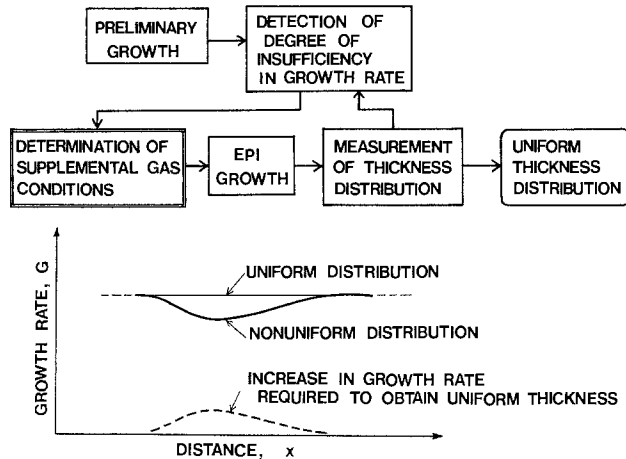 PRELIMINARY
GROWTH
DETECTION OF
DEGREE OF
INSUFFICIENCY
IN GROWTH RATE
DETERMINATION OF
SUPPLEMENTAL GAS
CONDITIONS
EPI
GROWTH
MEASUREMENT
OF THICKNESS
DISTRIBUTION
UNIFORM
THICKNESS
DISTRIBUTION
GROWTH RATE, G
UNIFORM DISTRIBUTION
NONUNIFORM DISTRIBUTION
INCREASE IN GROWTH RATE
REQUIRED TO OBTAIN UNIFORM THICKNESS
DISTANCE, x